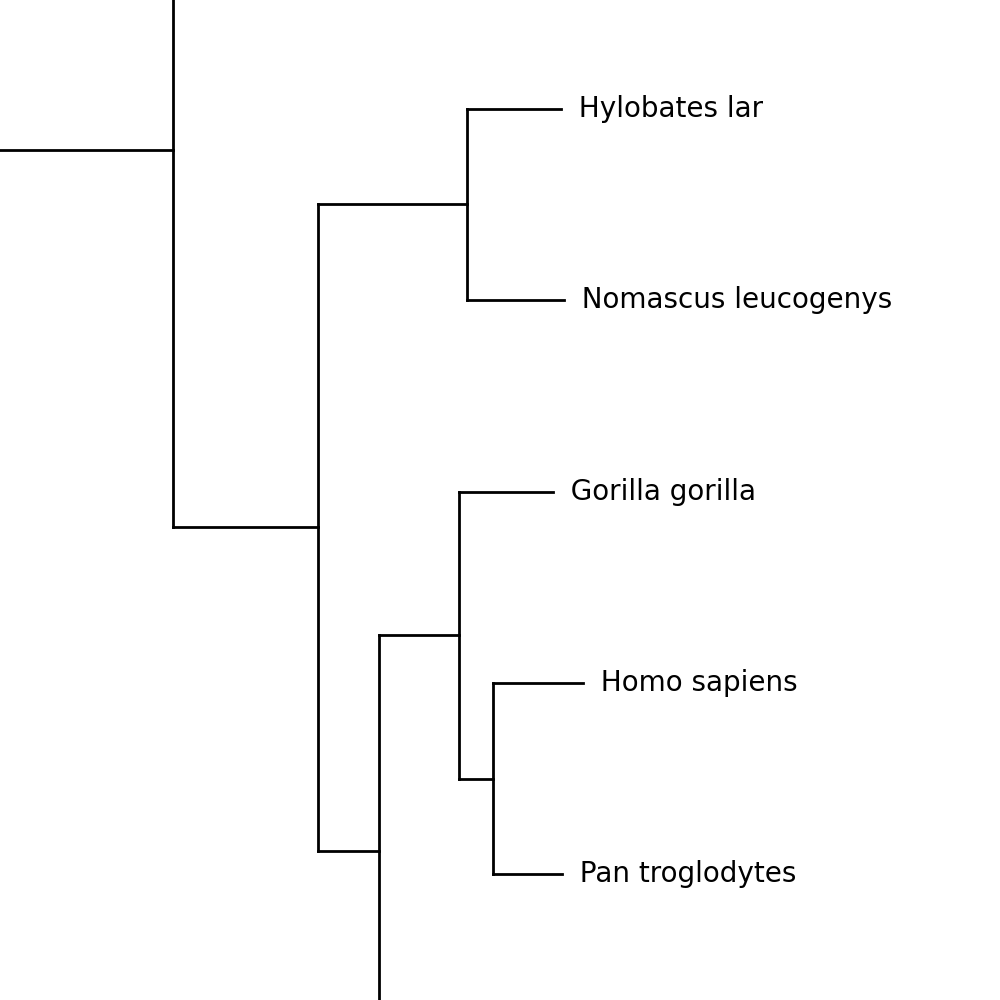 Hylobates lar
Nomascus leucogenys
Gorilla gorilla
Homo sapiens
Pan troglodytes